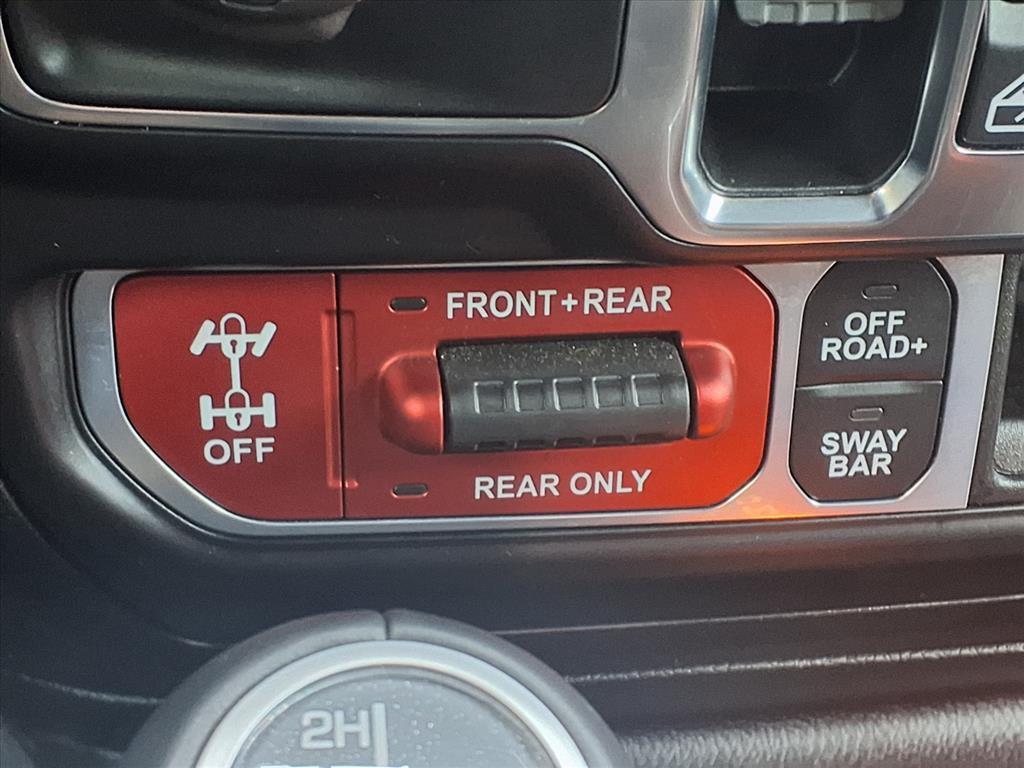 FRONT+REAR
OFF
REAR ONLY
OFF
ROAD+
SWAY
BAR
2H